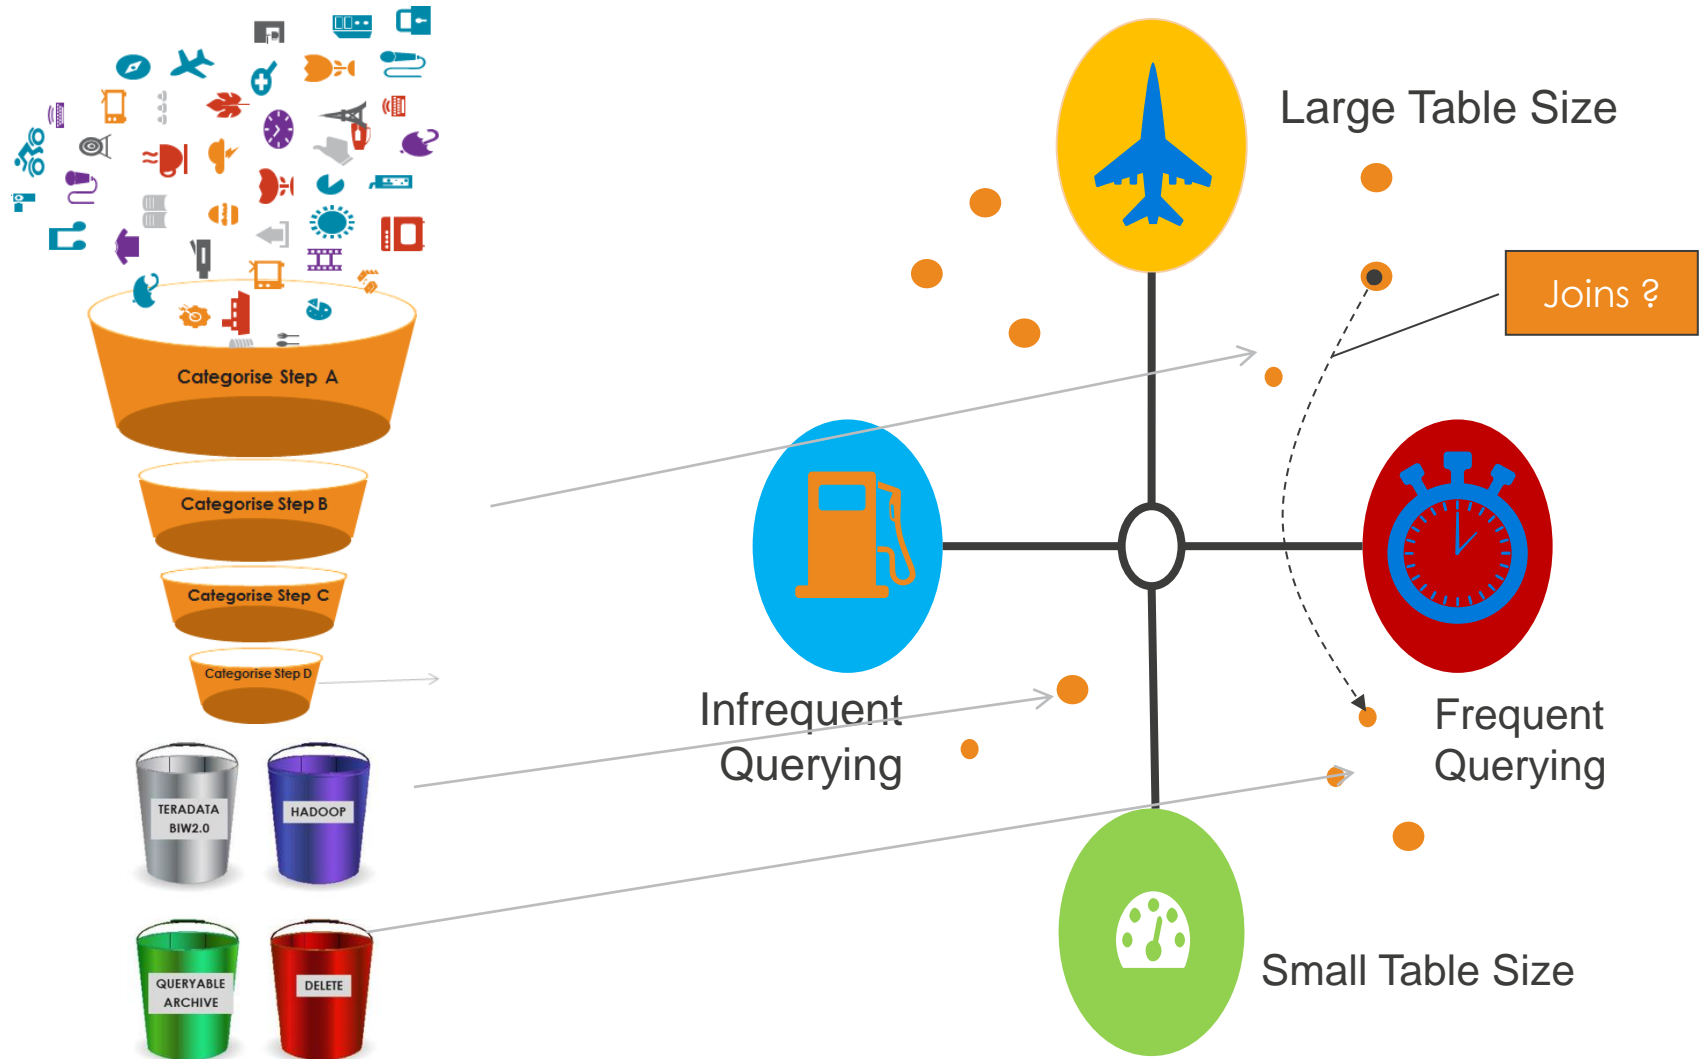 Categorise Step A
Categorise Step B
Categorise Step C
Categorise Step D
TERADATA
BIW2.0
HADOOP
QUERYABLE
ARCHIVE
DELETE
Large Table Size
Joins ?
Infrequent
Querying
Frequent
Querying
Small Table Size